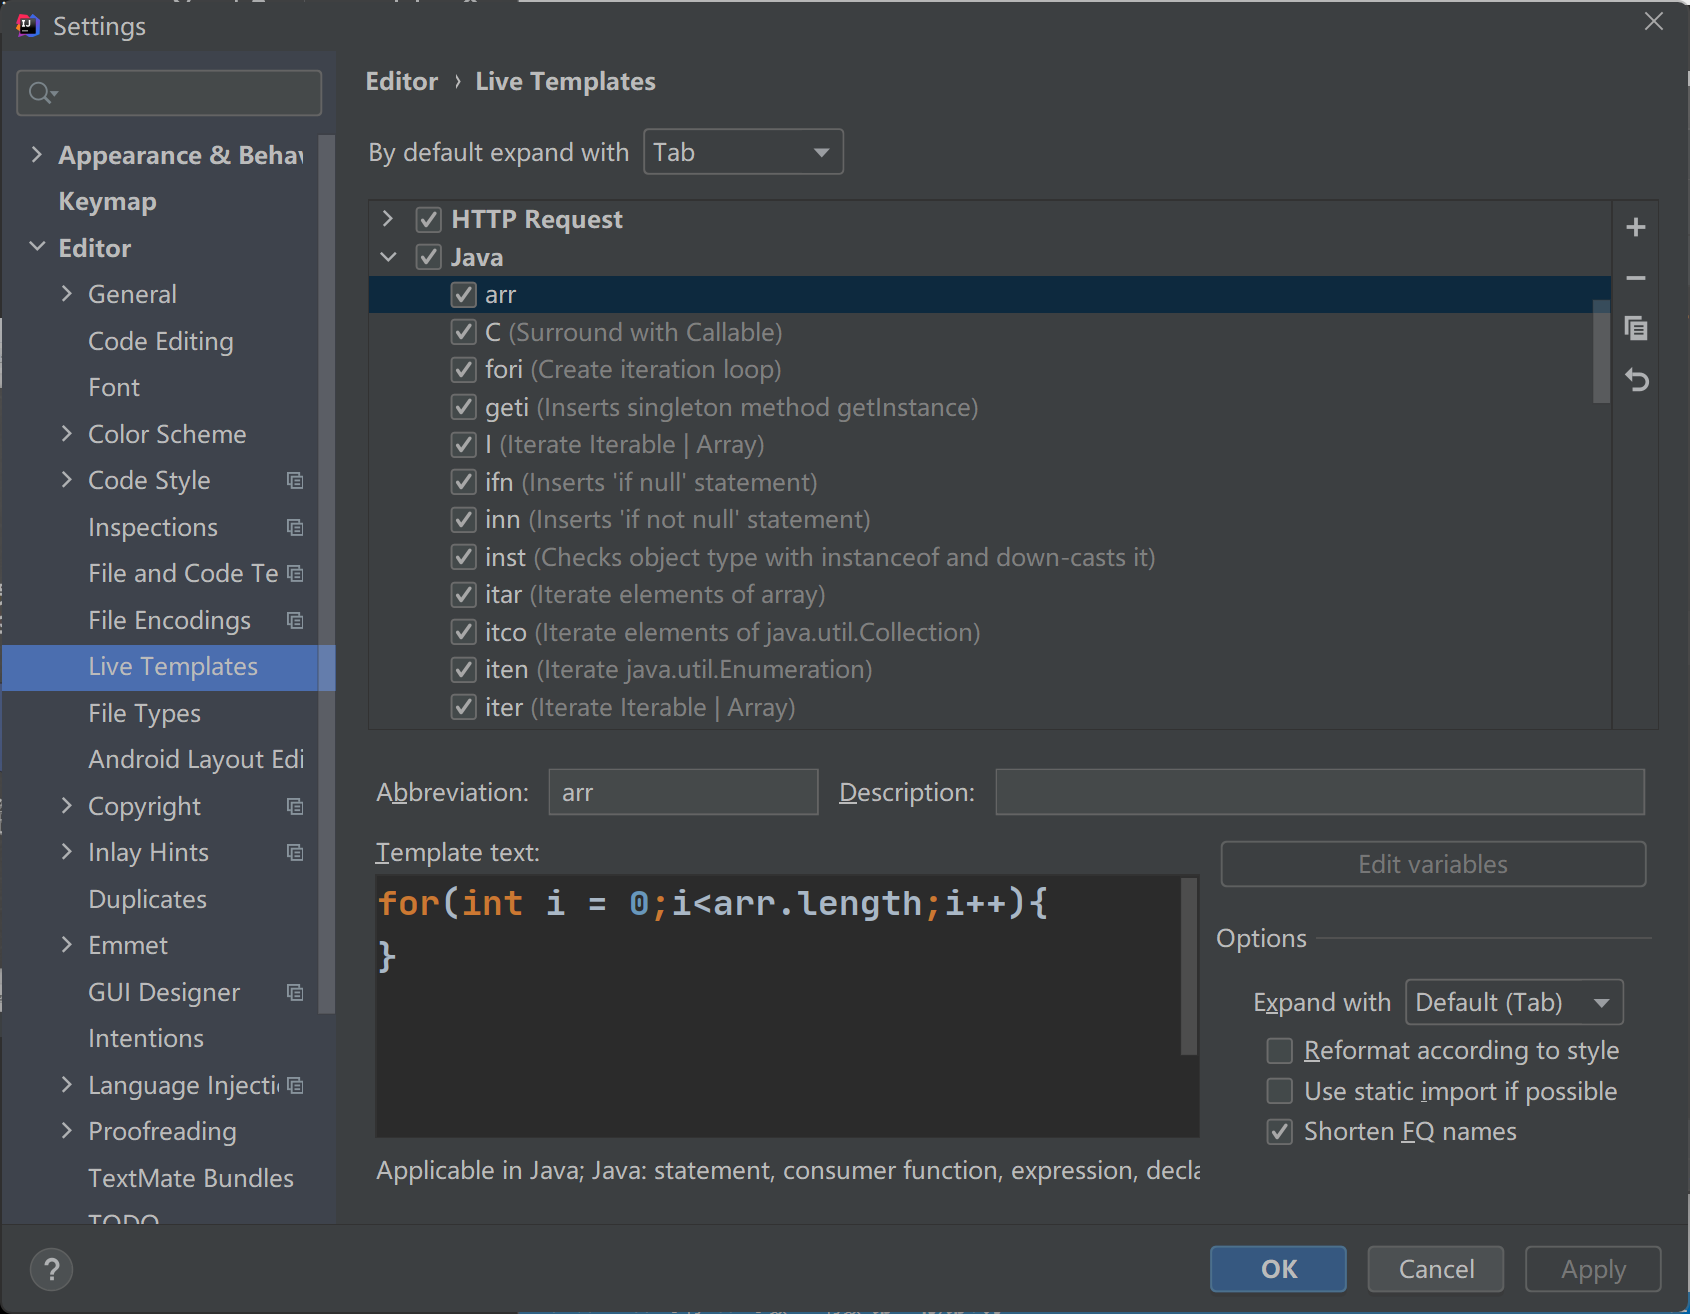 Settings
Appearance & Behav
Keymap
Editor
General
Code Editing
Font
Color Scheme
Code Style
Inspections
File and Code Te
File Encodings
Live Templates
File Types
Android Layout Edi
Copyright
Inlay Hints
Duplicates
Emmet
GUI Designer
Intentions
Language Injecti
Proofreading
TextMate Bundles
TODO
Editor › Live Templates
By default expand with Tab
HTTP Request
Java
arr
C (Surround with Callable)
fori (Create iteration loop)
geti (Inserts singleton method getInstance)
I (Iterate Iterable | Array)
ifn (Inserts 'if null' statement)
inn (Inserts 'if not null' statement)
inst (Checks object type with instanceof and down-casts it)
itar (Iterate elements of array)
itco (Iterate elements of java.util.Collection)
iten (Iterate java.util.Enumeration)
iter (Iterate Iterable | Array)
Abbreviation: arr Description:
Template text:
for(int i = 0;i<arr.length;i++){
}
Applicable in Java; Java: statement, consumer function, expression, decla
Edit variables
Options
Expand with Default (Tab)
Reformat according to style
Use static import if possible
Shorten FQ names
?
OK Cancel Apply